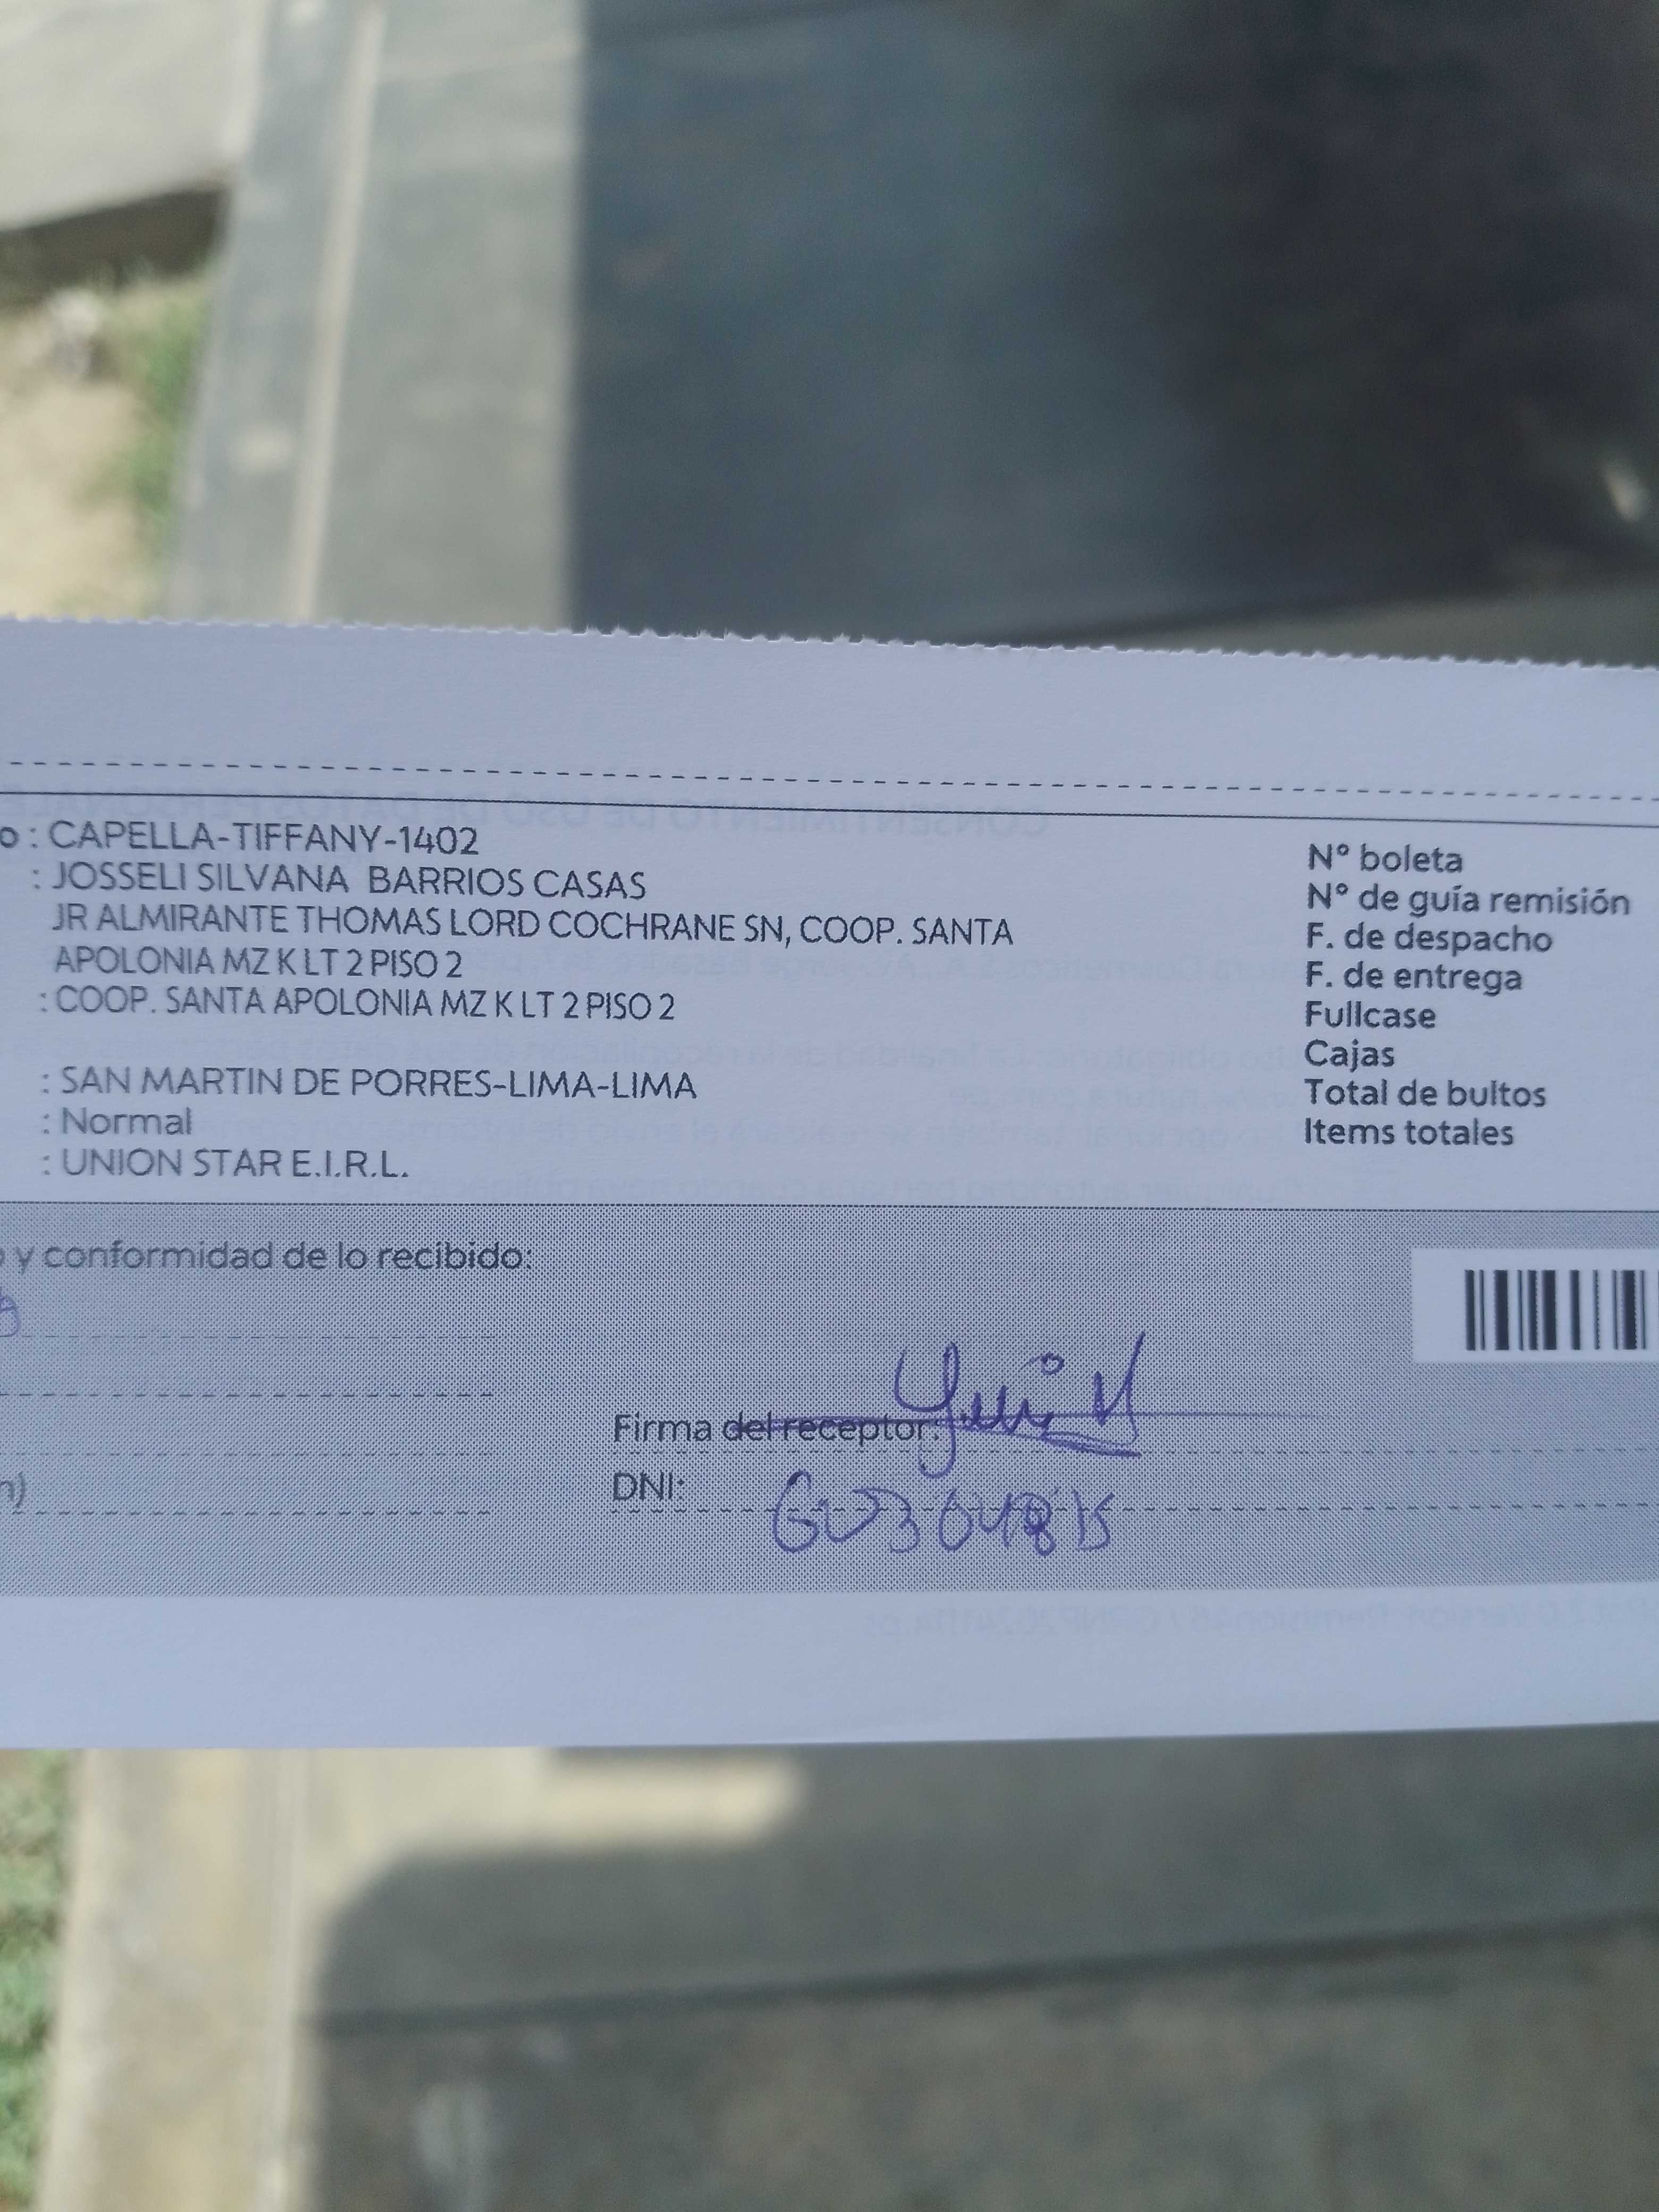 o : CAPELLA-TIFFANY-1402
: JOSSELI SILVANA BARRIOS CASAS
JR ALMIRANTE THOMAS LORD COCHRANE SN, COOP. SANTA
APOLONIA MZ K LT 2 PISO 2
: COOP. SANTA APOLONIA MZ K LT 2 PISO 2
: SAN MARTIN DE PORRES-LIMA-LIMA
: Normal
: UNION STAR E.I.R.L.
N° boleta
N° de guía remisión
F. de despacho
F. de entrega
Fullcase
Cajas
Total de bultos
Items totales
y conformidad de lo recibido:
Firma del receptor:
DNI: